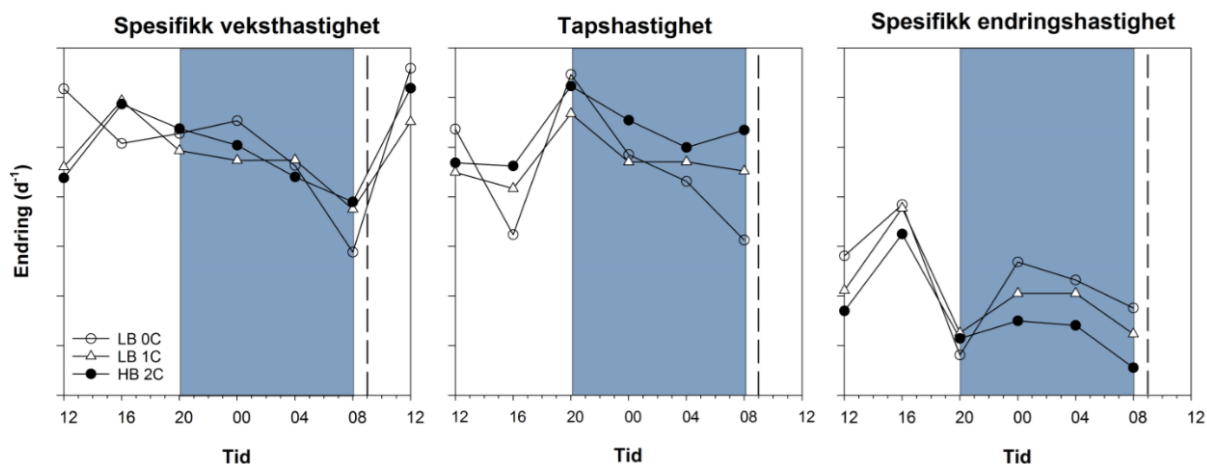 Spesifikk veksthastighet
Tapshastighet
Spesifikk endringshastighet
Endring (d-1)
LB 0C
LB 1C
HB 2C
12 16 20 00 04 08 12
12 16 20 00 04 08 12
12 16 20 00 04 08 12
Tid
Tid
Tid